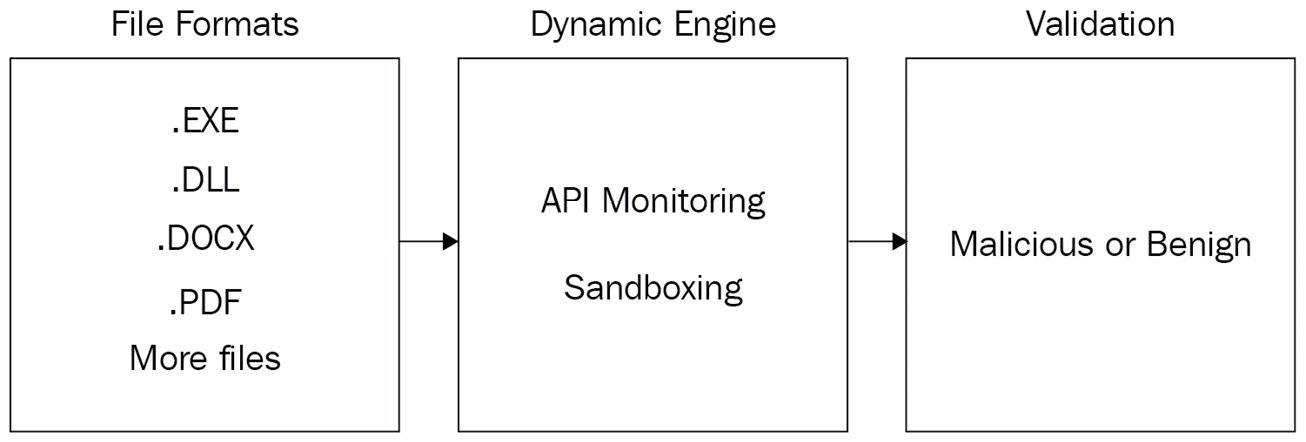 File Formats
Dynamic Engine
Validation
.EXE
.DLL
.DOCX
.PDF
More files
API Monitoring
Sandboxing
Malicious or Benign